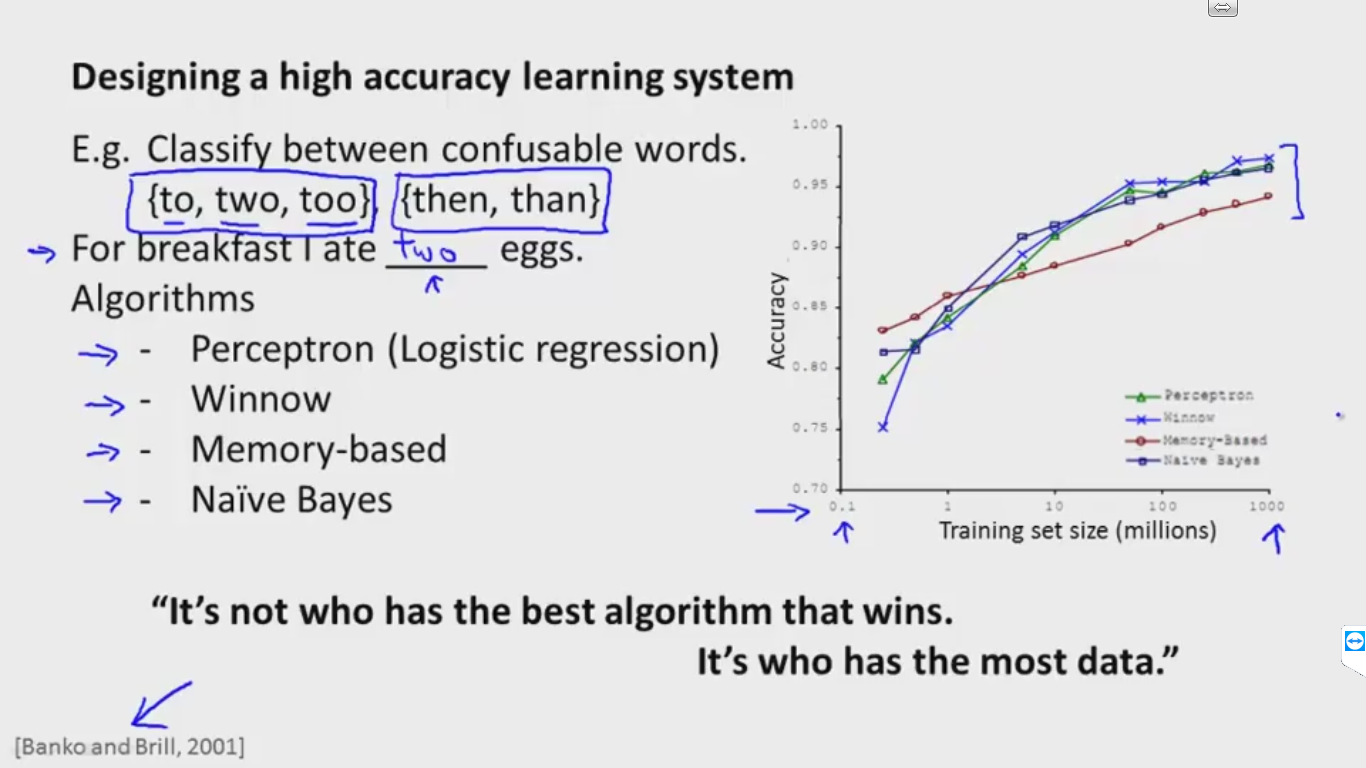 Designing a high accuracy learning system
E.g. Classify between confusable words.
{to, two, too}, {then, than}
→ For breakfast I ate two eggs.
Algorithms
→ - Perceptron (Logistic regression)
→ - Winnow
→ - Memory-based
→ - Naïve Bayes
1.00
0.95
0.90
0.85
0.80
0.75
0.70
Accuracy
Perceptron
Winnow
Memory-Based
Naive Bayes
0.1 1 10 100 1000
Training set size (millions)
“It’s not who has the best algorithm that wins.
It’s who has the most data.”
[Banko and Brill, 2001]